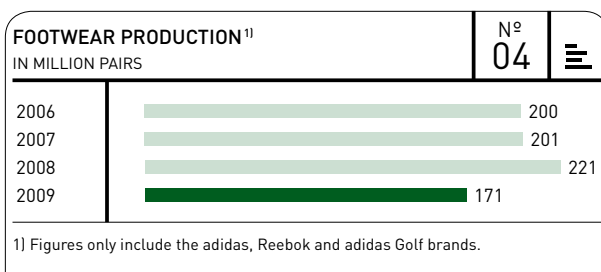 FOOTWEAR PRODUCTION 1)
IN MILLION PAIRS
Nº
04
2006 200
2007 201
2008 221
2009 171
1) Figures only include the adidas, Reebok and adidas Golf brands.